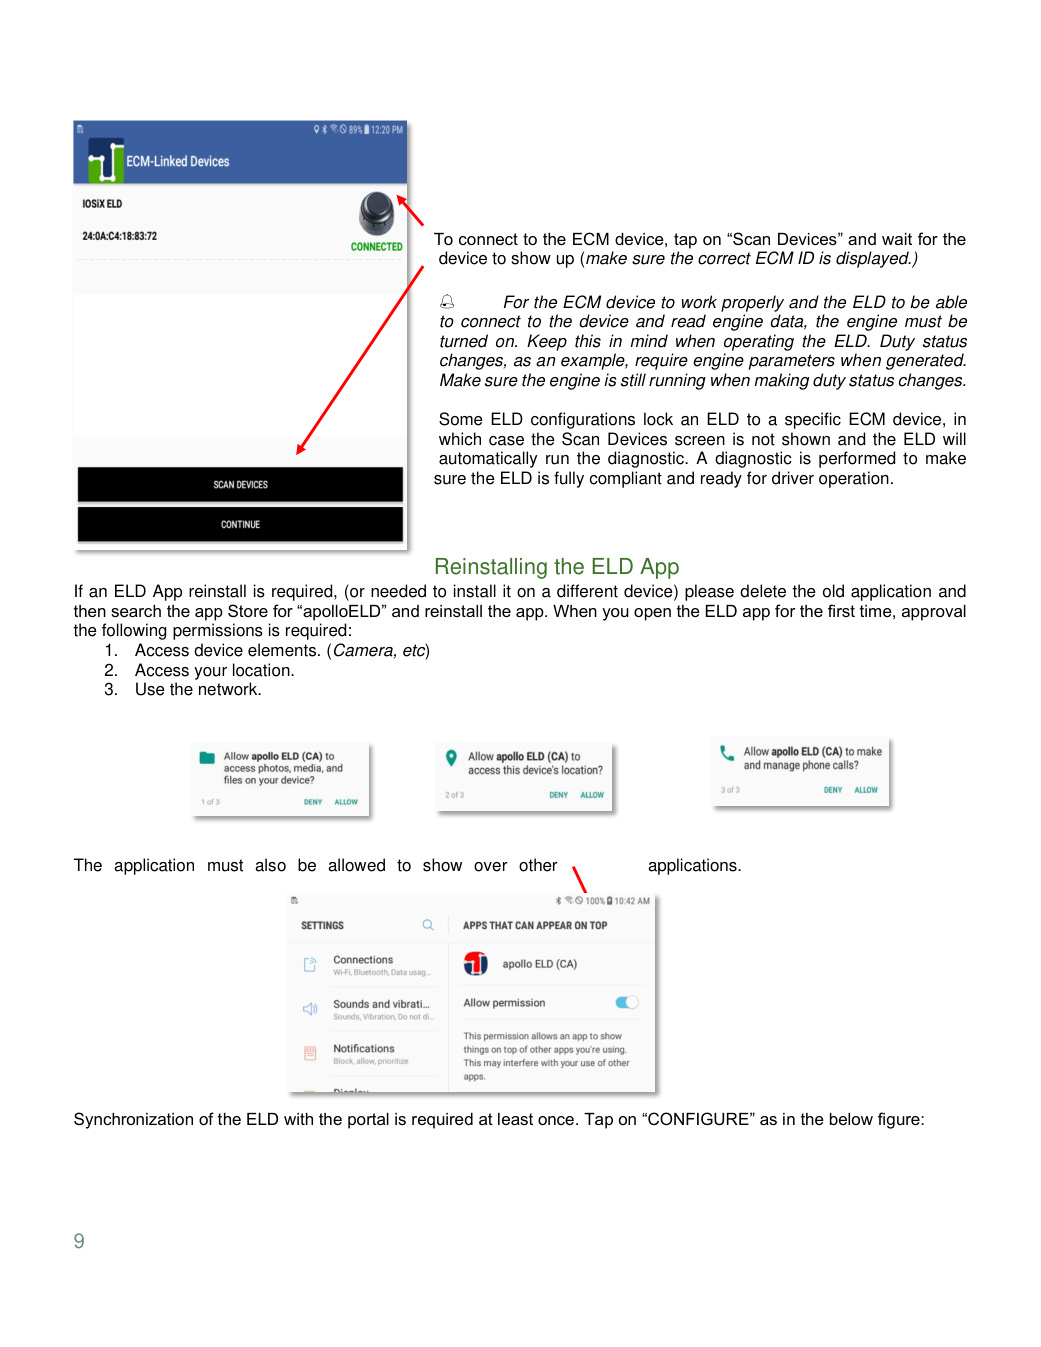 89% 12:20 PM
ECM-Linked Devices
IOSiX ELD
24:0A:C4:18:83:72
CONNECTED
SCAN DEVICES
CONTINUE
To connect to the ECM device, tap on “Scan Devices” and wait for the
device to show up (make sure the correct ECM ID is displayed.)
For the ECM device to work properly and the ELD to be able
to connect to the device and read engine data, the engine must be
turned on. Keep this in mind when operating the ELD. Duty status
changes, as an example, require engine parameters when generated.
Make sure the engine is still running when making duty status changes.
Some ELD configurations lock an ELD to a specific ECM device, in
which case the Scan Devices screen is not shown and the ELD will
automatically run the diagnostic. A diagnostic is performed to make
sure the ELD is fully compliant and ready for driver operation.
Reinstalling the ELD App
If an ELD App reinstall is required, (or needed to install it on a different device) please delete the old application and
then search the app Store for “apolloELD” and reinstall the app. When you open the ELD app for the first time, approval
the following permissions is required:
1. Access device elements. (Camera, etc)
2. Access your location.
3. Use the network.
Allow apollo ELD (CA) to
access photos, media, and
files on your device?
1 of 3 DENY ALLOW
Allow apollo ELD (CA) to
access this device's location?
2 of 3 DENY ALLOW
Allow apollo ELD (CA) to make
and manage phone calls?
3 of 3 DENY ALLOW
The application must also be allowed to show over other applications.
100% 10:42 AM
SETTINGS
Connections
Wi-Fi, Bluetooth, Data usag...
Sounds and vibrati...
Sounds, Vibration, Do not di...
Notifications
Block, allow, prioritize
Display
APPS THAT CAN APPEAR ON TOP
apollo ELD (CA)
Allow permission
This permission allows an app to show
things on top of other apps you're using.
This may interfere with your use of other
apps.
Synchronization of the ELD with the portal is required at least once. Tap on “CONFIGURE” as in the below figure:
9